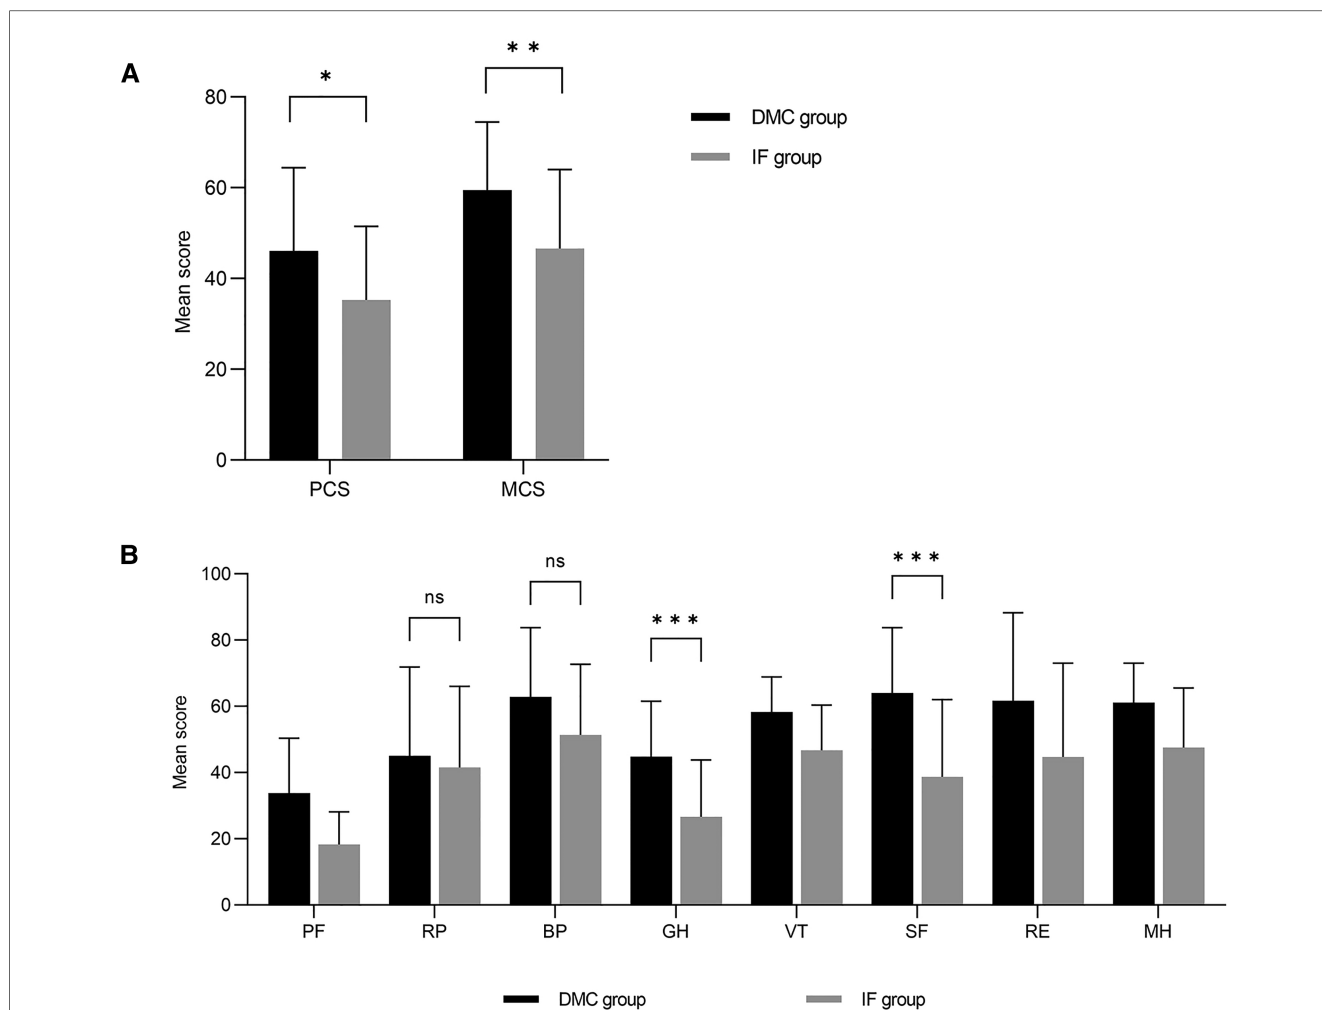 A
* *
*
80
DMC group
IF group
60
40
20
0
Mean score
PCS MCS
B
ns ns *** ***
100
80
60
40
20
0
Mean score
PF RP BP GH VT SF RE MH
DMC group IF group